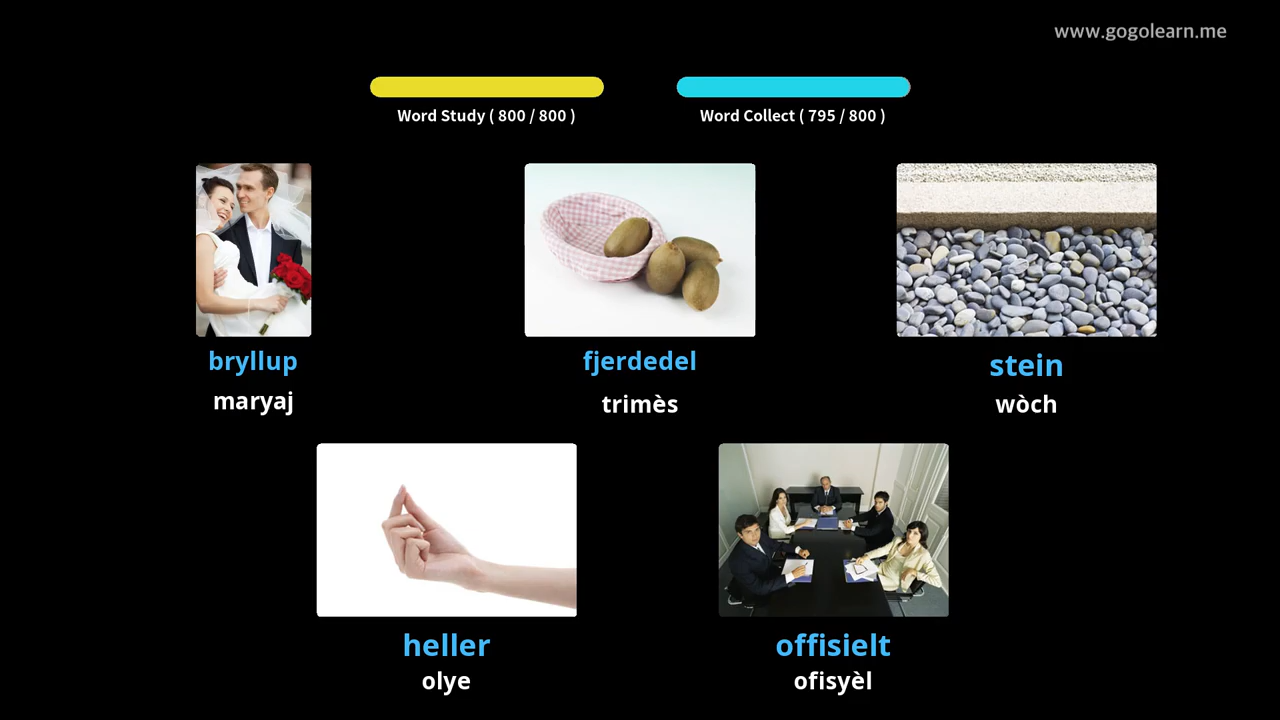 www.gogolearn.me
Word Study ( 800 / 800 )
Word Collect ( 795 / 800 )
bryllup
maryaj
fjerdedel
trimès
stein
wòch
heller
olye
offisielt
ofisyèl